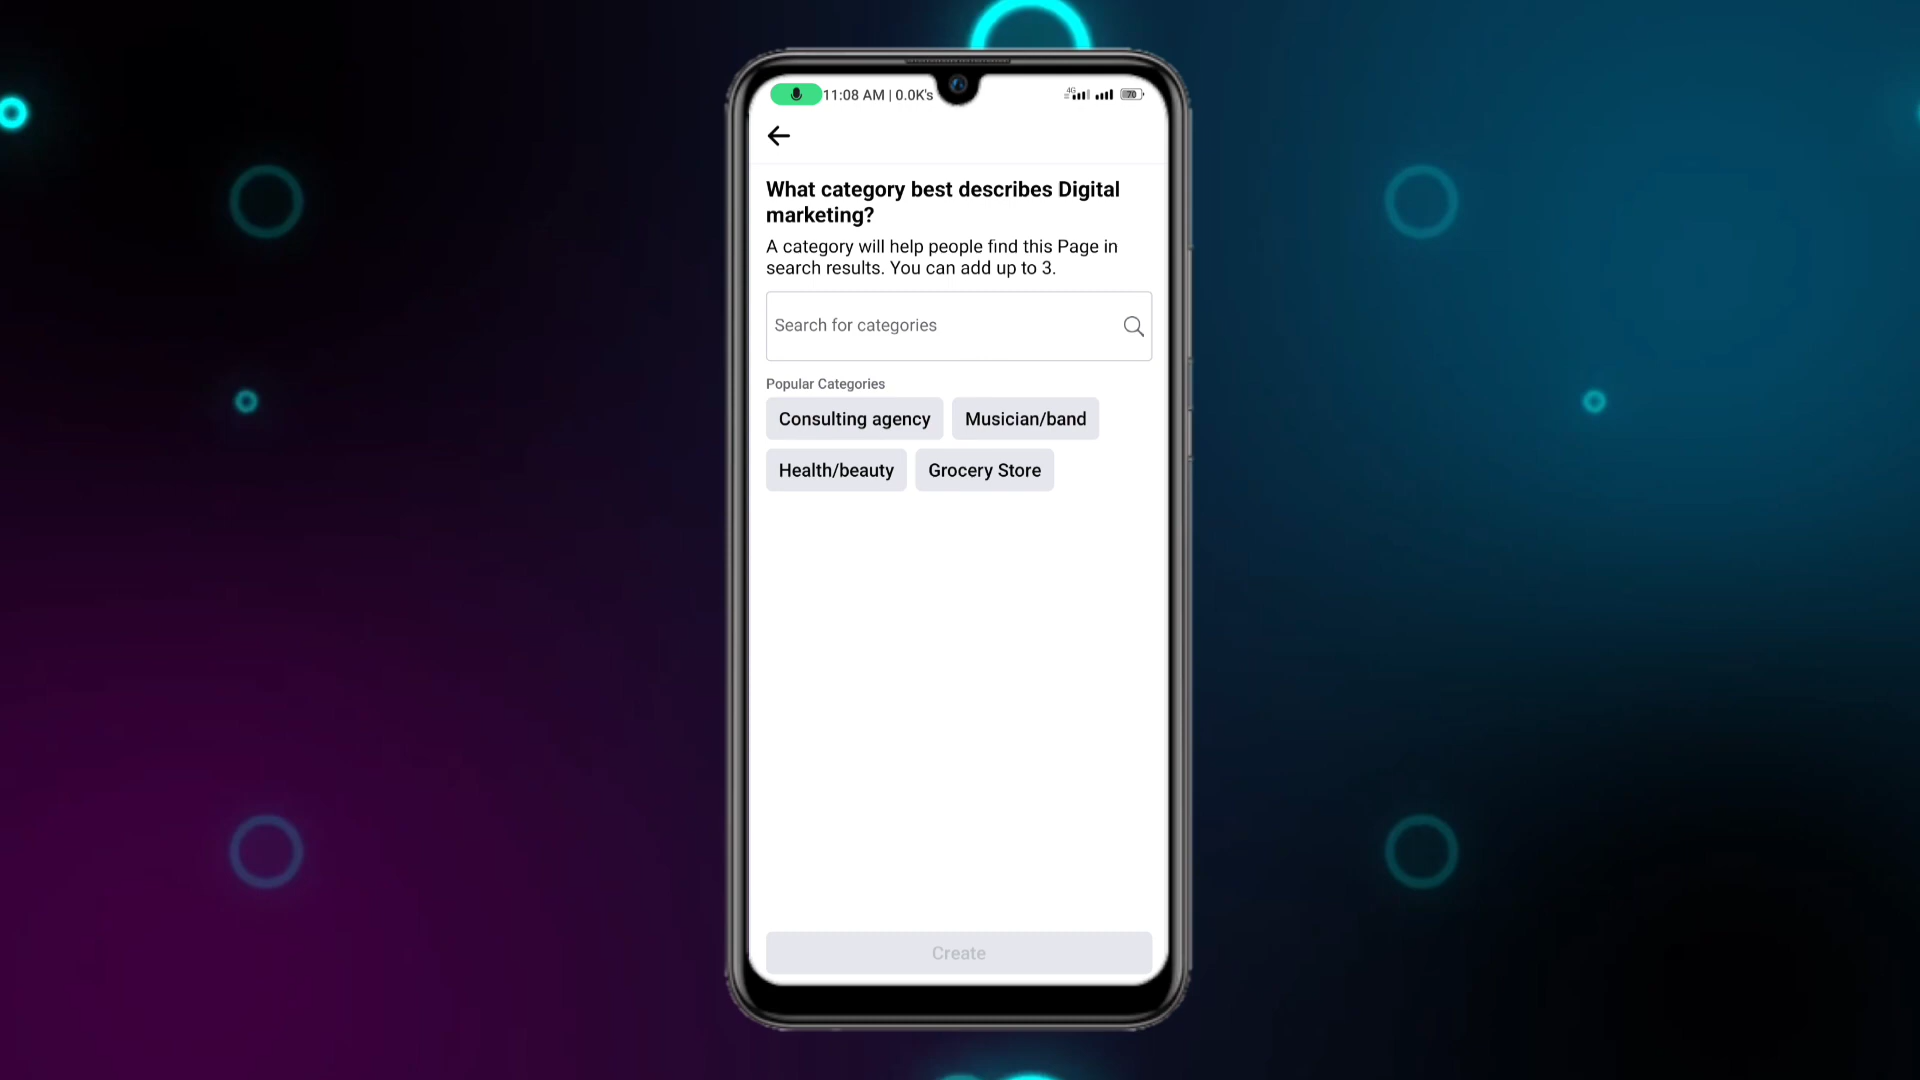 11:08 AM | 0.0K's
4G
70
What category best describes Digital
marketing?
A category will help people find this Page in
search results. You can add up to 3.
Search for categories
Popular Categories
Consulting agency
Musician/band
Health/beauty
Grocery Store
Create